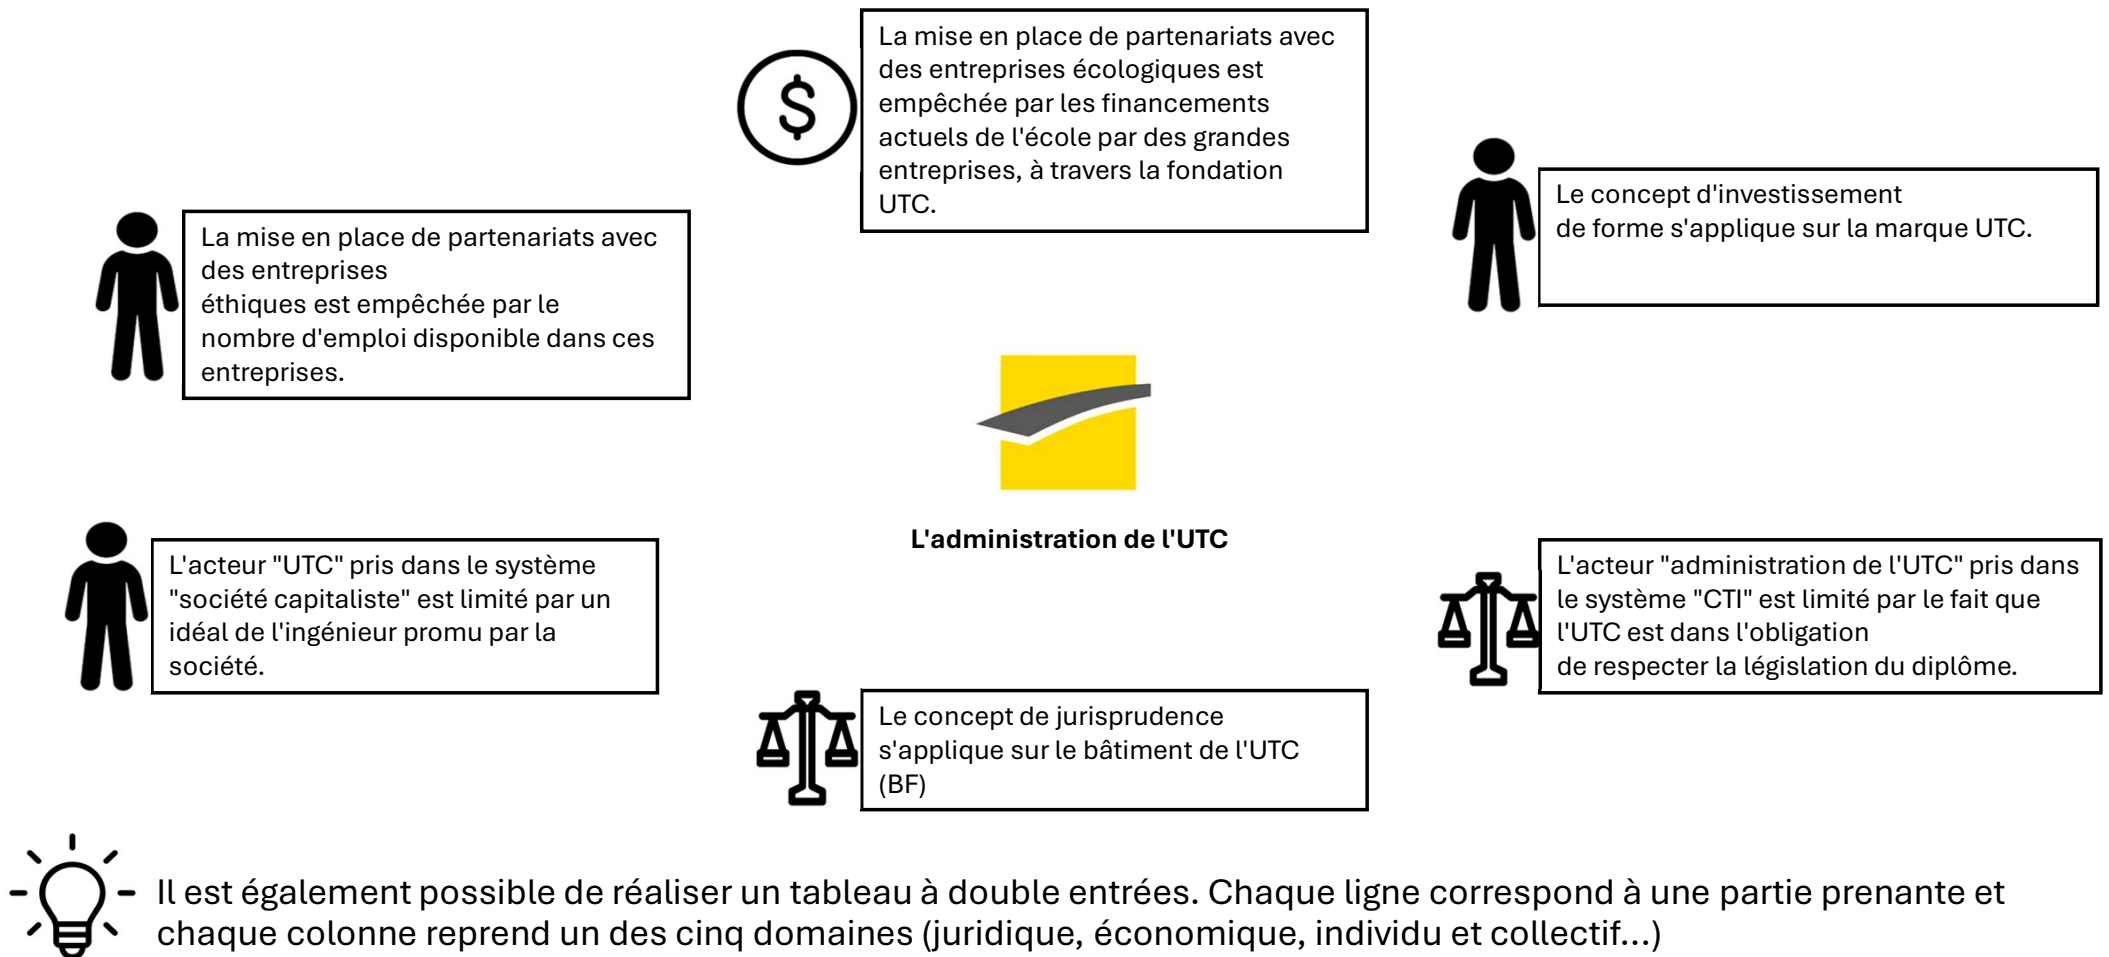 La mise en place de partenariats avec
des entreprises écologiques est
empêchée par les financements
actuels de l'école par des grandes
entreprises, à travers la fondation
UTC.
Le concept d'investissement
de forme s'applique sur la marque UTC.
La mise en place de partenariats avec
des entreprises
éthiques est empêchée par le
nombre d'emploi disponible dans ces
entreprises.
L'administration de l'UTC
L'acteur "UTC" pris dans le système
"société capitaliste" est limité par un
idéal de l'ingénieur promu par la
société.
L'acteur "administration de l'UTC" pris dans
le système "CTI" est limité par le fait que
l'UTC est dans l'obligation
de respecter la législation du diplôme.
Le concept de jurisprudence
s'applique sur le bâtiment de l'UTC
(BF)
Il est également possible de réaliser un tableau à double entrées. Chaque ligne correspond à une partie prenante et
chaque colonne reprend un des cinq domaines (juridique, économique, individu et collectif...)